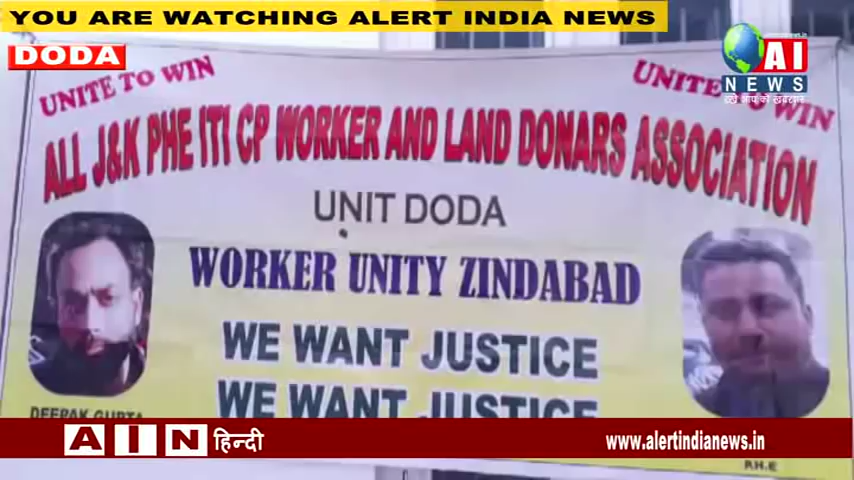 YOU ARE WATCHING ALERT INDIA NEWS
DODA
AI
NEWS
UNITE TO WIN
UNITE TO WIN
ALL J&K PHE ITI CP WORKER AND LAND DONARS ASSOCIATION
UNIT DODA
WORKER UNITY ZINDABAD
WE WANT JUSTICE
WE WANT JUSTICE
DEEPAK GUPTA
AIN हिन्दी
www.alertindianews.in
P.H.E